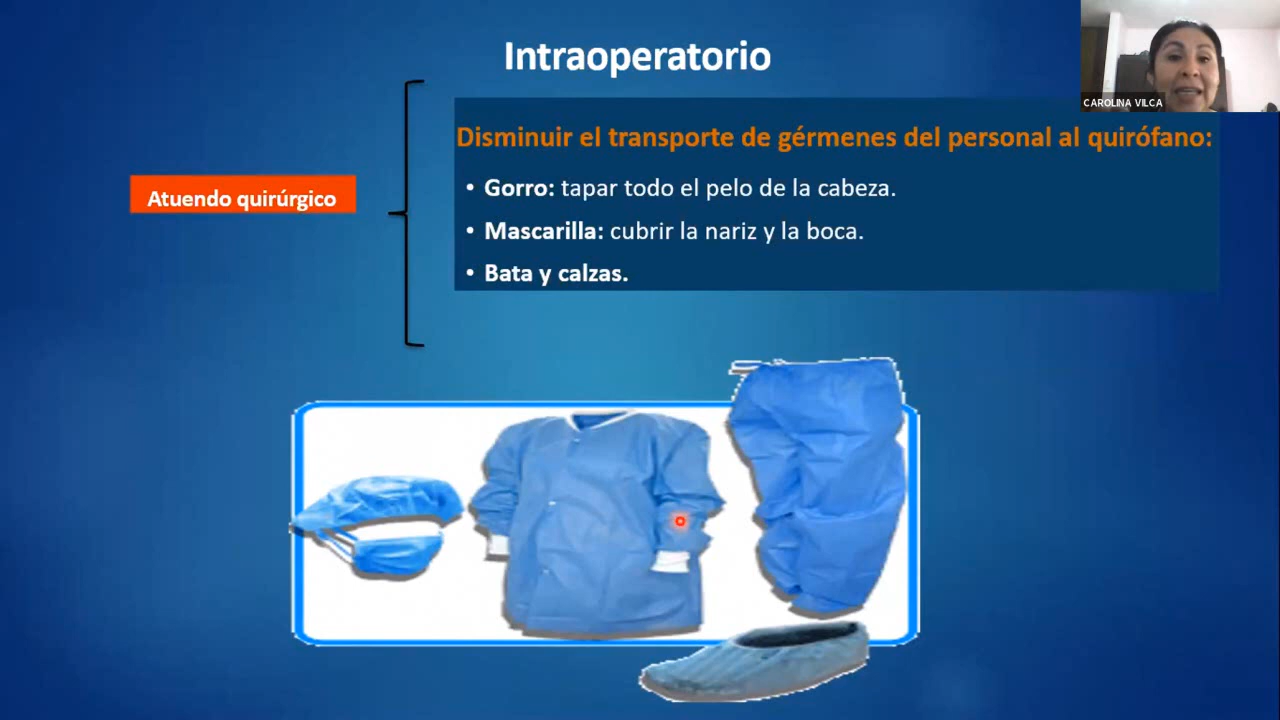 Intraoperatorio
CAROLINA VILCA
Atuendo quirúrgico
Disminuir el transporte de gérmenes del personal al quirófano:
• Gorro: tapar todo el pelo de la cabeza.
• Mascarilla: cubrir la nariz y la boca.
• Bata y calzas.